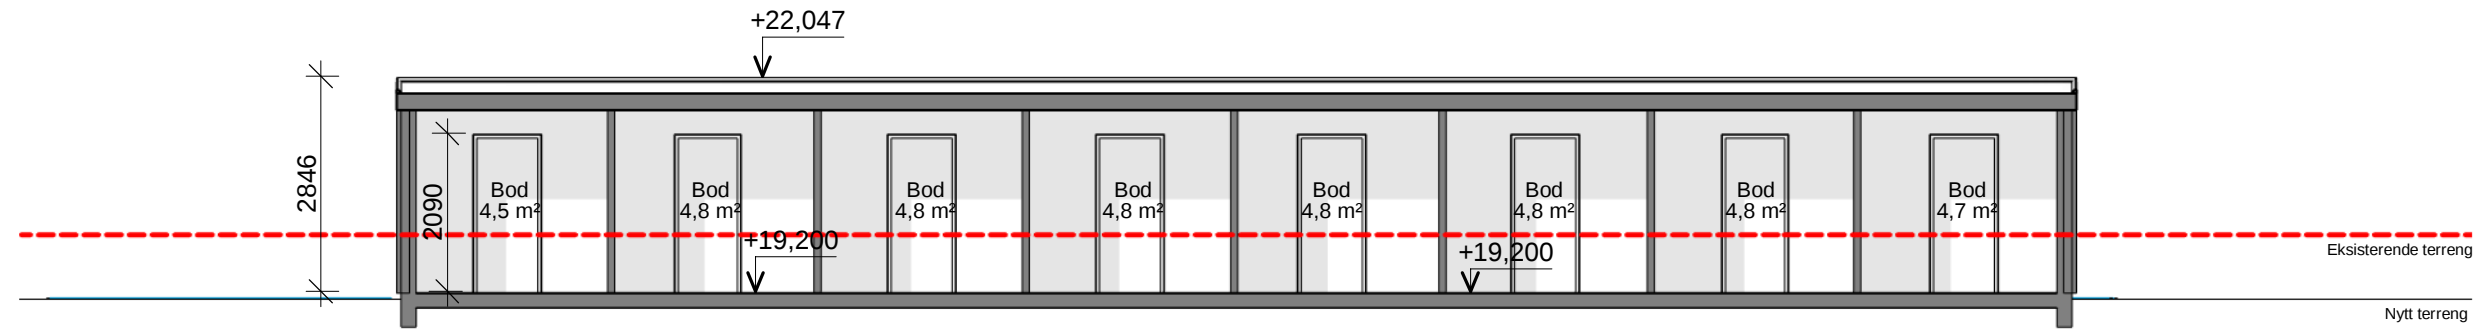 +22,047
2846
2090
Bod
4,5 m²
Bod
4,8 m²
Bod
4,8 m²
Bod
4,8 m²
Bod
4,8 m²
Bod
4,8 m²
Bod
4,8 m²
Bod
4,7 m²
+19,200
+19,200
Eksisterende terreng
Nytt terreng